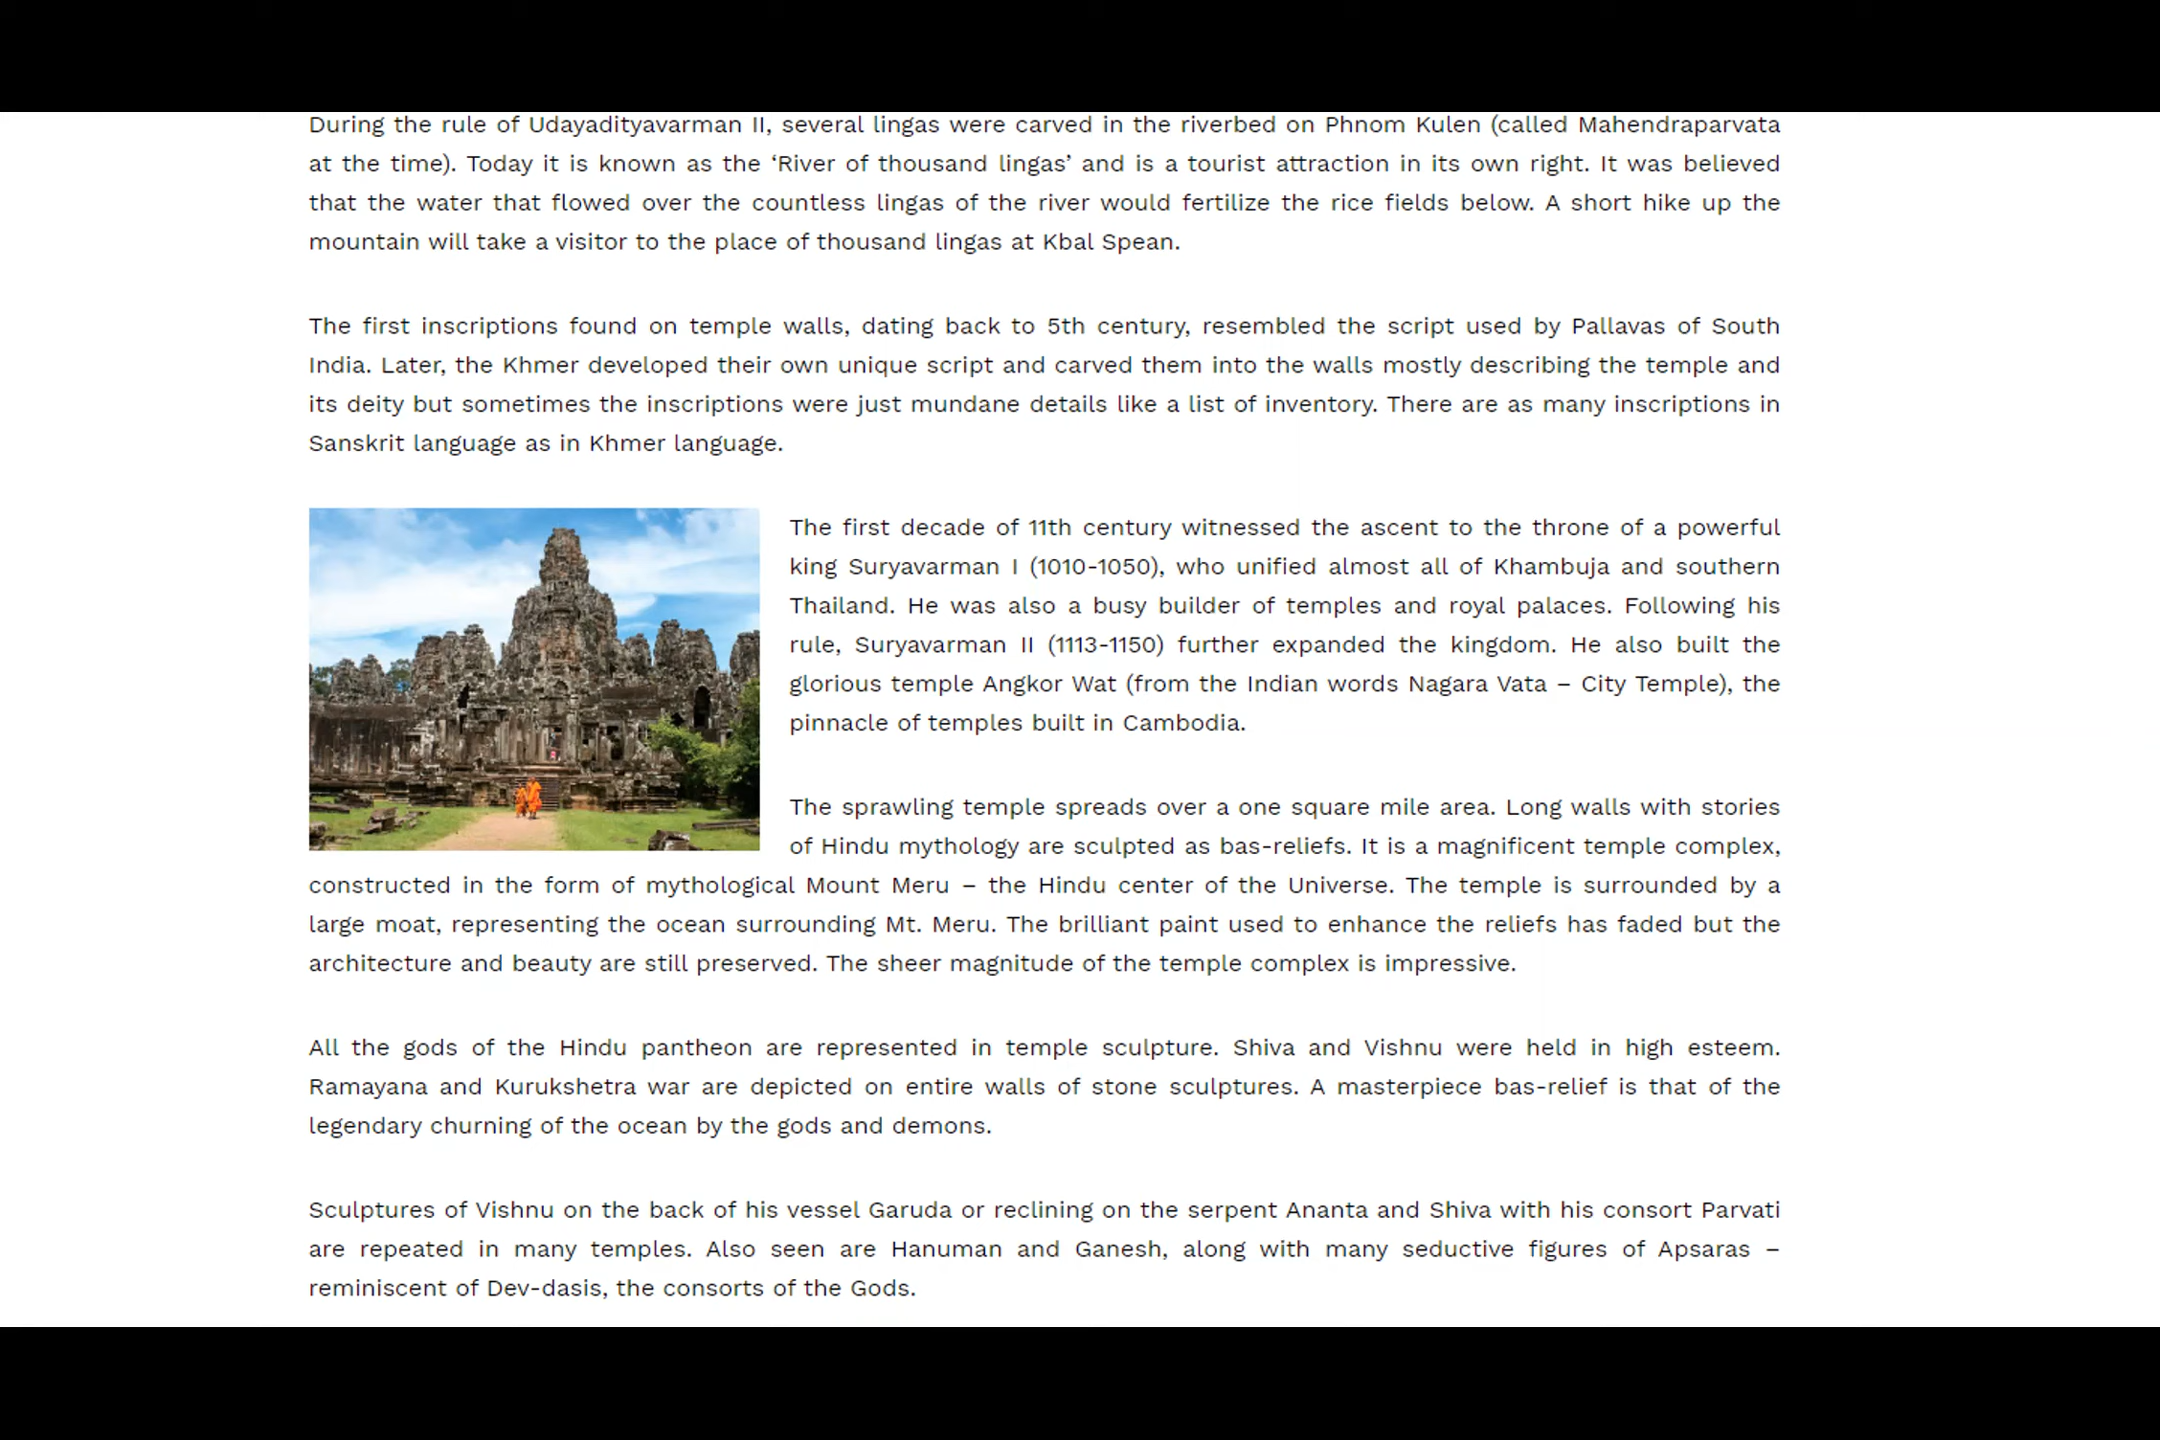 During the rule of Udayadityavarman II, several lingas were carved in the riverbed on Phnom Kulen (called Mahendraparvata
at the time). Today it is known as the ‘River of thousand lingas’ and is a tourist attraction in its own right. It was believed
that the water that flowed over the countless lingas of the river would fertilize the rice fields below. A short hike up the
mountain will take a visitor to the place of thousand lingas at Kbal Spean.
The first inscriptions found on temple walls, dating back to 5th century, resembled the script used by Pallavas of South
India. Later, the Khmer developed their own unique script and carved them into the walls mostly describing the temple and
its deity but sometimes the inscriptions were just mundane details like a list of inventory. There are as many inscriptions in
Sanskrit language as in Khmer language.
The first decade of 11th century witnessed the ascent to the throne of a powerful
king Suryavarman I (1010-1050), who unified almost all of Khambuja and southern
Thailand. He was also a busy builder of temples and royal palaces. Following his
rule, Suryavarman II (1113-1150) further expanded the kingdom. He also built the
glorious temple Angkor Wat (from the Indian words Nagara Vata – City Temple), the
pinnacle of temples built in Cambodia.
The sprawling temple spreads over a one square mile area. Long walls with stories
of Hindu mythology are sculpted as bas-reliefs. It is a magnificent temple complex,
constructed in the form of mythological Mount Meru – the Hindu center of the Universe. The temple is surrounded by a
large moat, representing the ocean surrounding Mt. Meru. The brilliant paint used to enhance the reliefs has faded but the
architecture and beauty are still preserved. The sheer magnitude of the temple complex is impressive.
All the gods of the Hindu pantheon are represented in temple sculpture. Shiva and Vishnu were held in high esteem.
Ramayana and Kurukshetra war are depicted on entire walls of stone sculptures. A masterpiece bas-relief is that of the
legendary churning of the ocean by the gods and demons.
Sculptures of Vishnu on the back of his vessel Garuda or reclining on the serpent Ananta and Shiva with his consort Parvati
are repeated in many temples. Also seen are Hanuman and Ganesh, along with many seductive figures of Apsaras –
reminiscent of Dev-dasis, the consorts of the Gods.